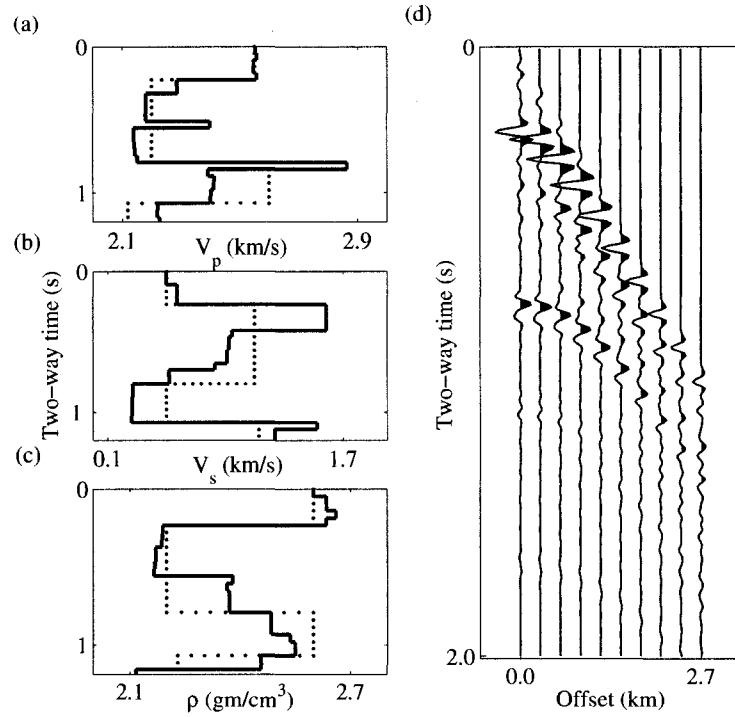 (a)
0
1
2.1 2.9
V_p (km/s)
(b)
0
1
0.1 1.7
V_s (km/s)
Two-way time (s)
(c)
0
1
2.1 2.7
ρ (gm/cm³)
(d)
0
2.0
Two-way time (s)
0.0 2.7
Offset (km)